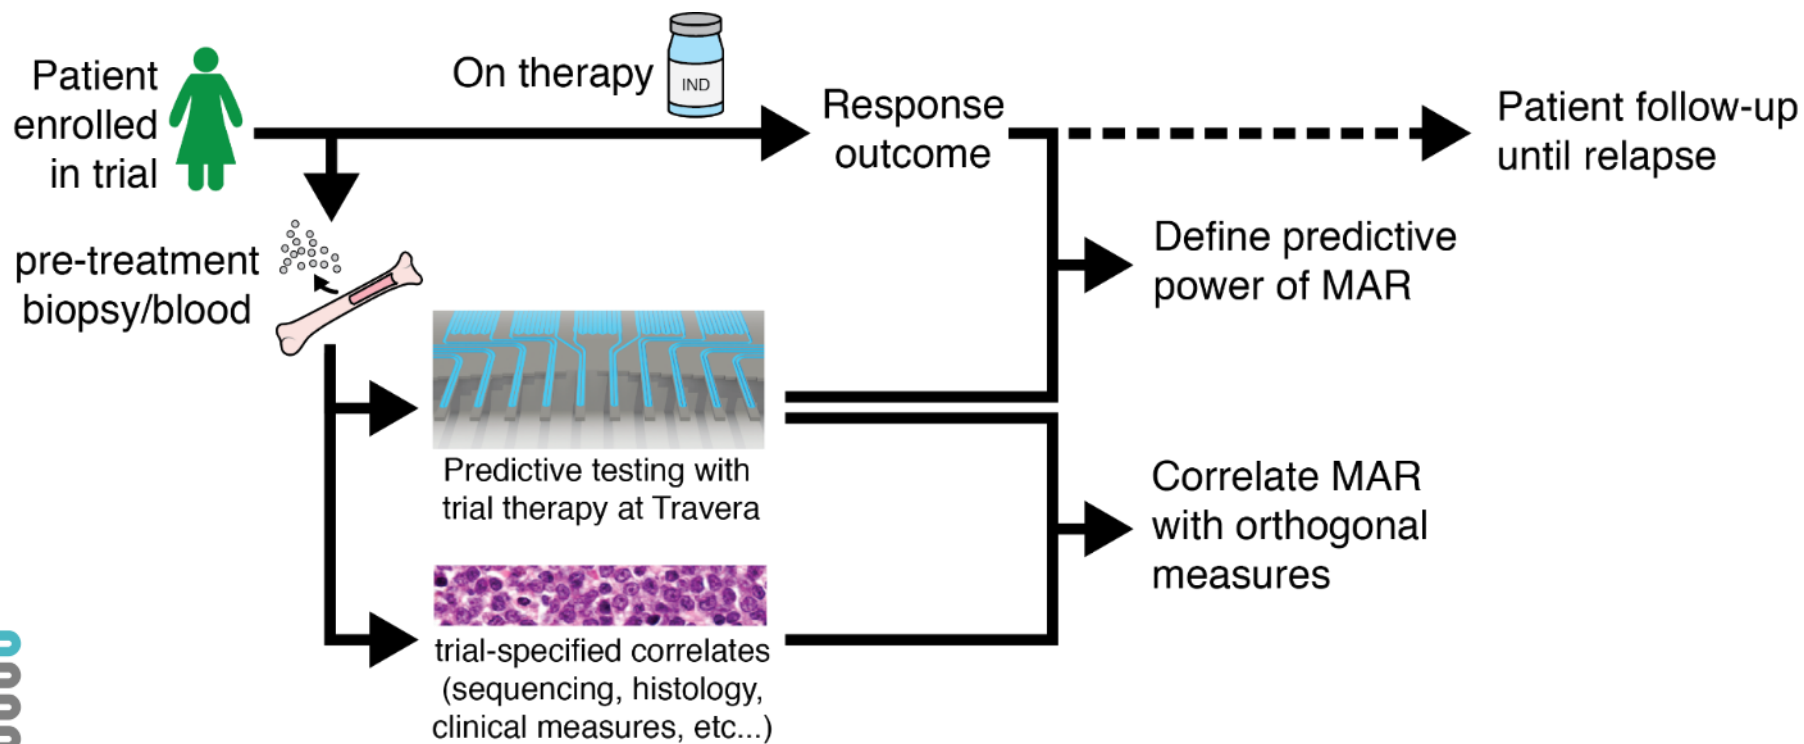 Patient
enrolled
in trial
On therapy
IND
Response
outcome
Patient follow-up
until relapse
pre-treatment
biopsy/blood
Define predictive
power of MAR
Predictive testing with
trial therapy at Travera
Correlate MAR
with orthogonal
measures
trial-specified correlates
(sequencing, histology,
clinical measures, etc...)